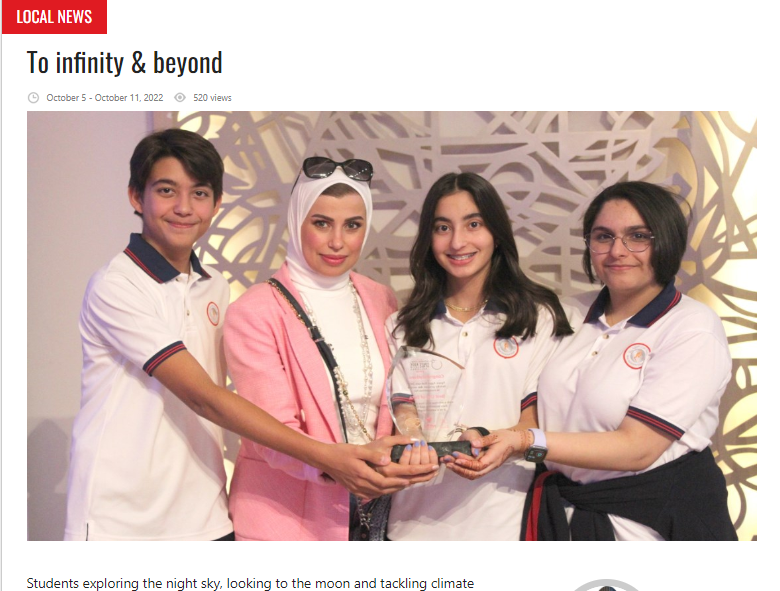 LOCAL NEWS
To infinity & beyond
October 5 - October 11, 2022 520 views
Students exploring the night sky, looking to the moon and tackling climate